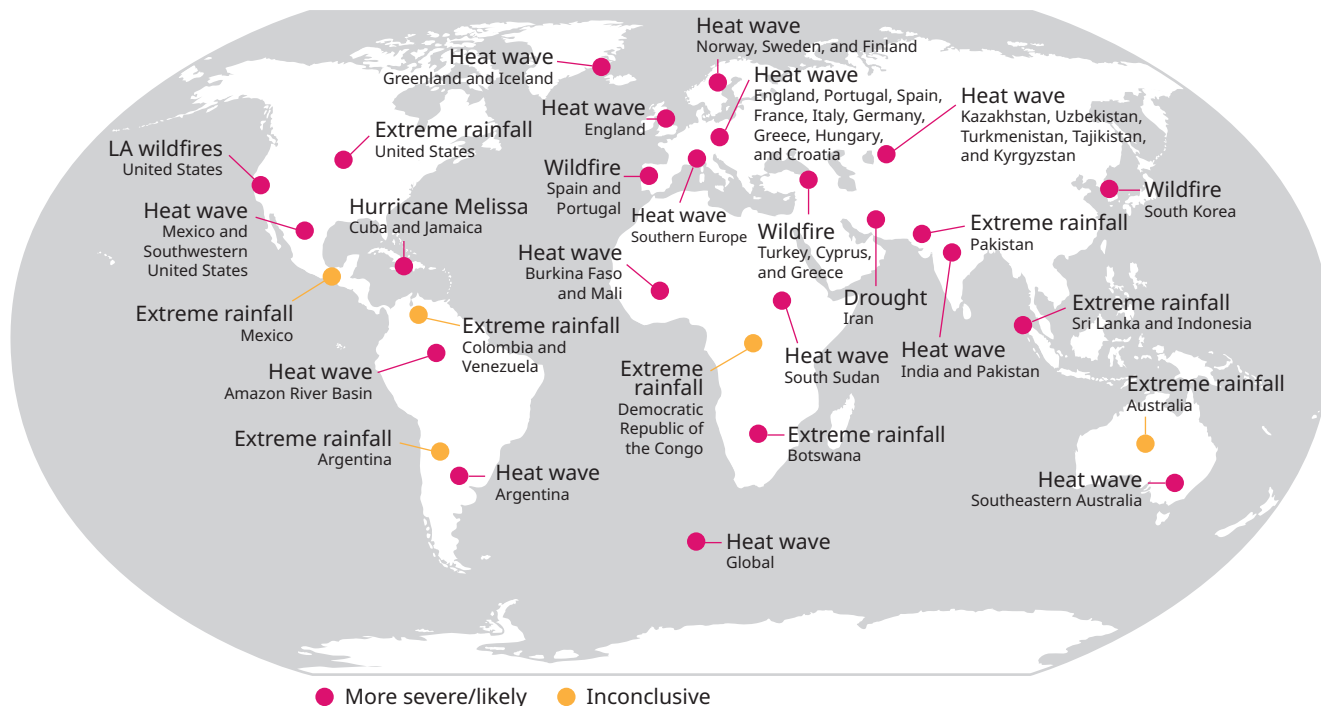 Heat wave
Norway, Sweden, and Finland
Heat wave
Greenland and Iceland
Heat wave
England, Portugal, Spain,
France, Italy, Germany,
Greece, Hungary,
and Croatia
Heat wave
Kazakhstan, Uzbekistan,
Turkmenistan, Tajikistan,
and Kyrgyzstan
Heat wave
England
Extreme rainfall
United States
LA wildfires
United States
Wildfire
Spain and
Portugal
Wildfire
South Korea
Heat wave
Mexico and
Southwestern
United States
Hurricane Melissa
Cuba and Jamaica
Heat wave
Southern Europe
Wildfire
Turkey, Cyprus,
and Greece
Extreme rainfall
Pakistan
Heat wave
Burkina Faso
and Mali
Drought
Iran
Extreme rainfall
Mexico
Extreme rainfall
Colombia and
Venezuela
Extreme rainfall
Sri Lanka and Indonesia
Heat wave
Amazon River Basin
Extreme
rainfall
Democratic
Republic of
the Congo
Heat wave
South Sudan
Heat wave
India and Pakistan
Extreme rainfall
Australia
Extreme rainfall
Argentina
Extreme rainfall
Botswana
Heat wave
Argentina
Heat wave
Southeastern Australia
Heat wave
Global
More severe/likely
Inconclusive